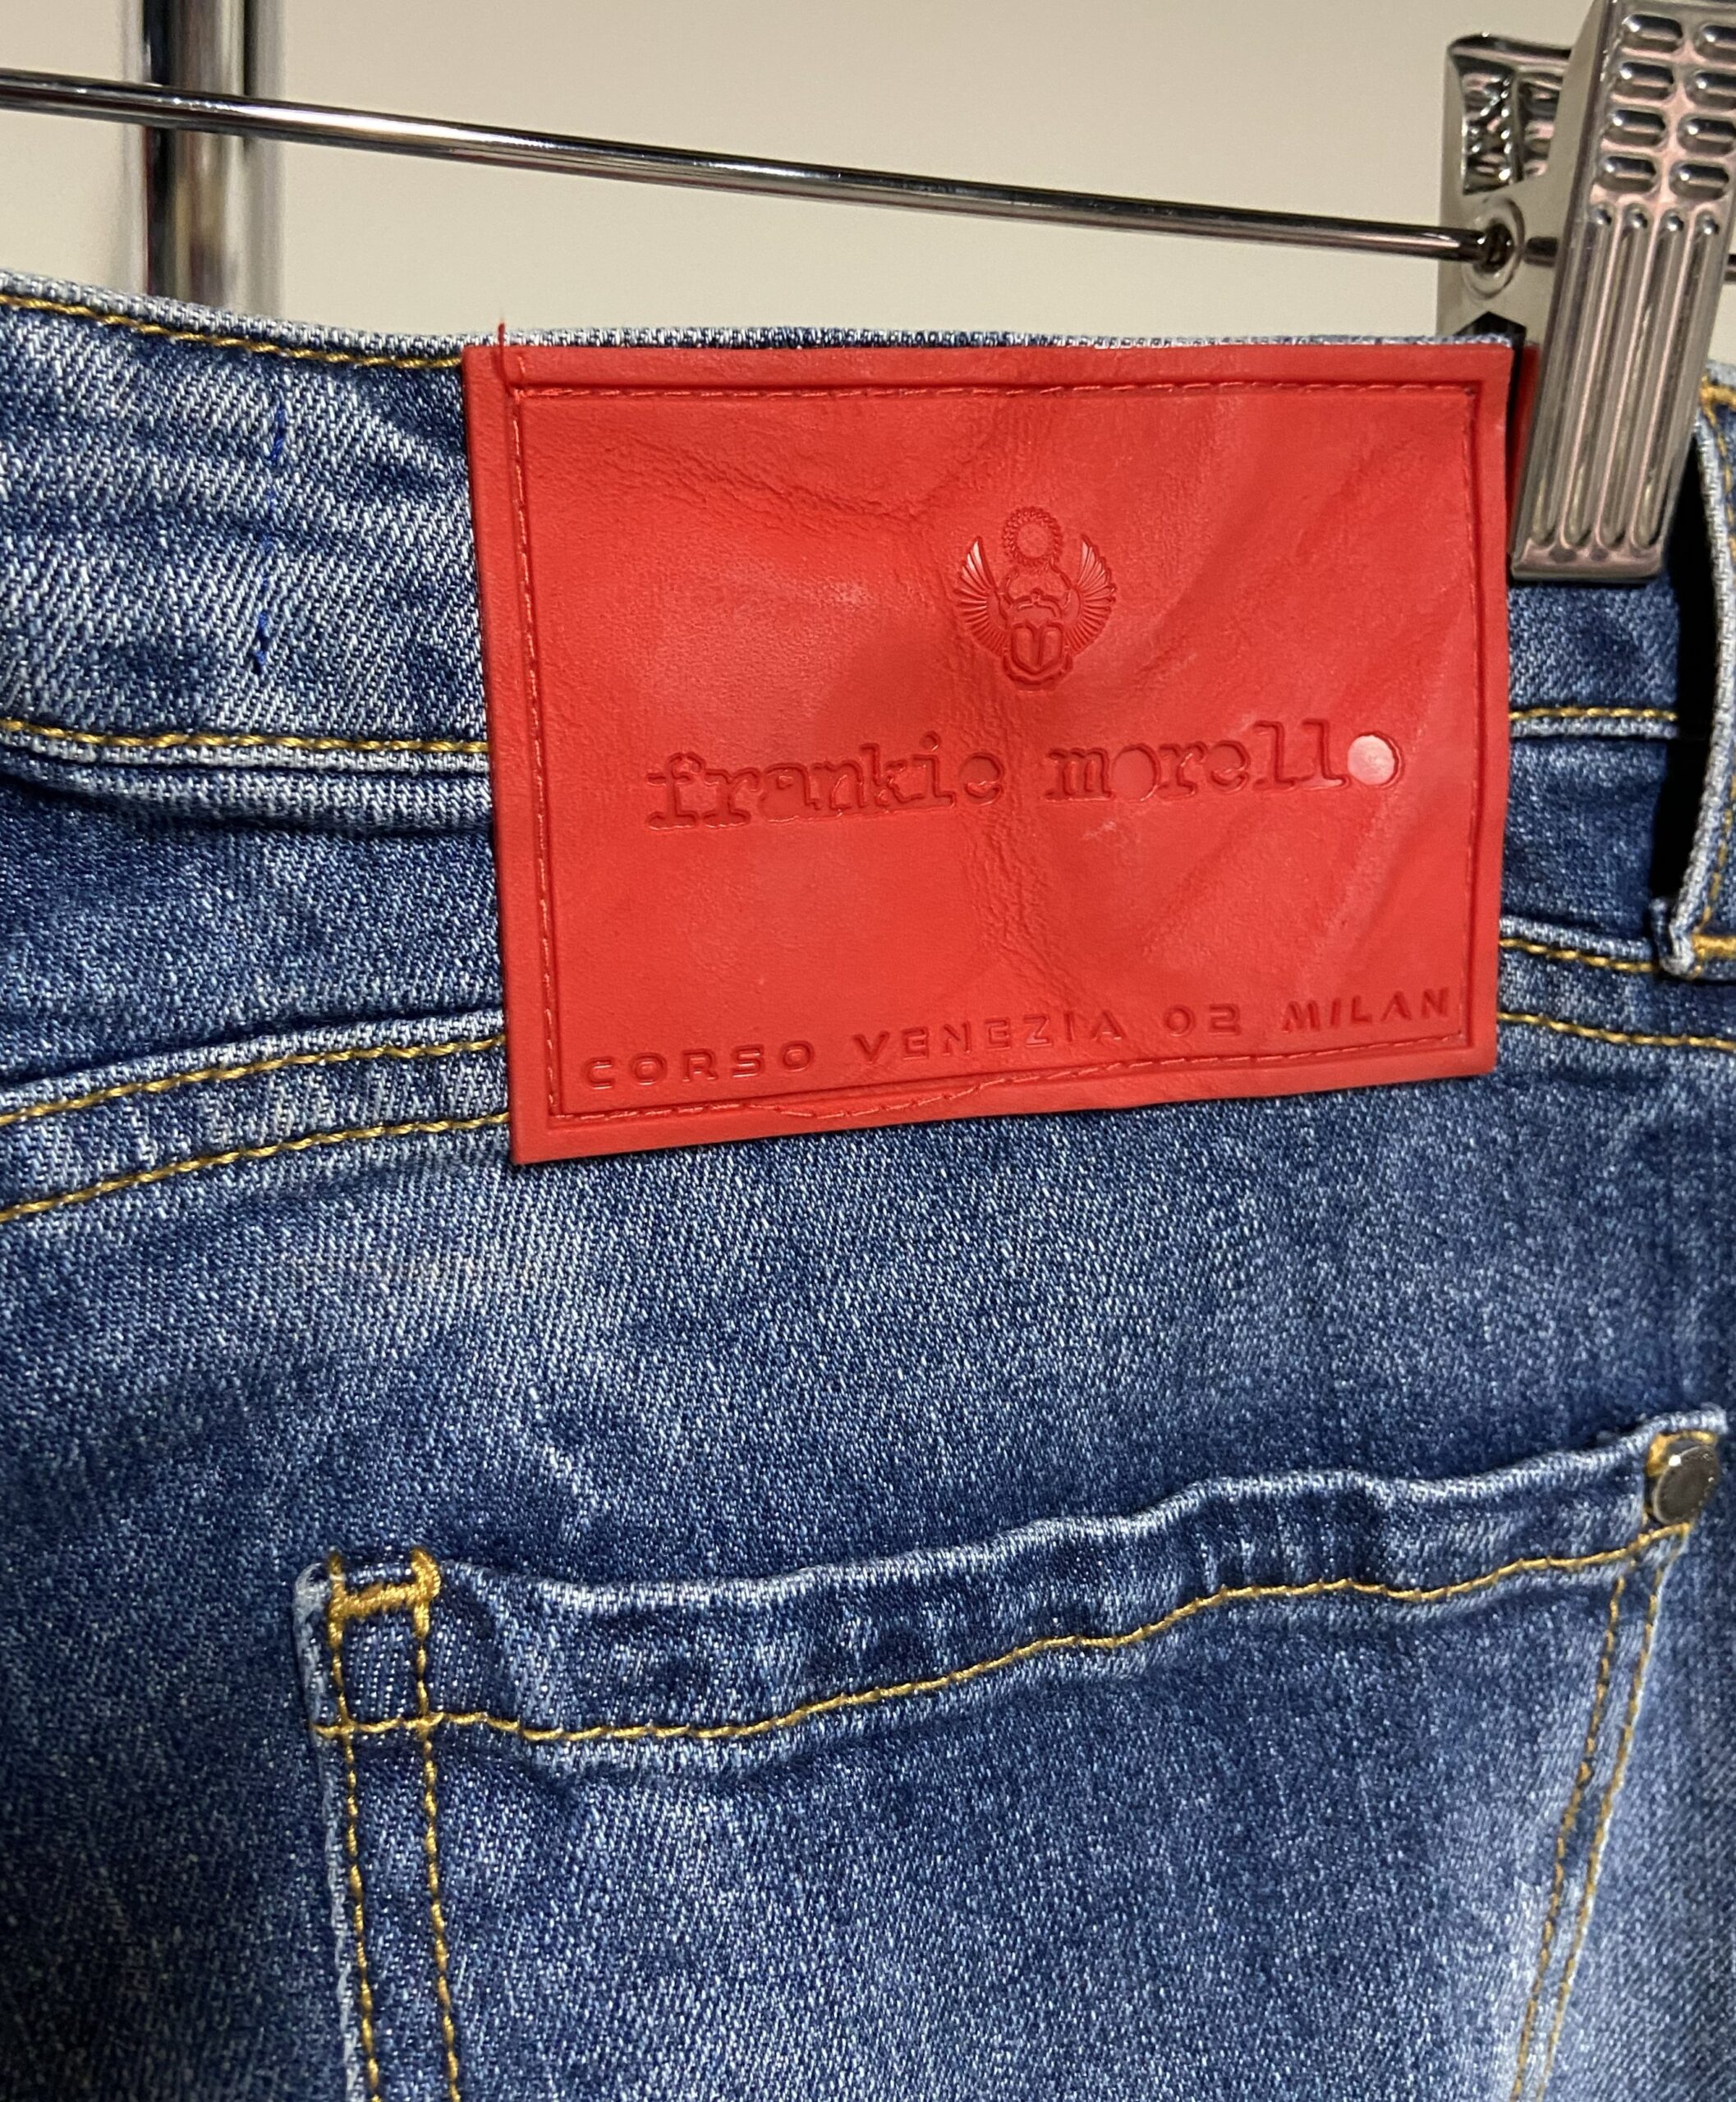 frankie morello
CORSO VENEZIA 02 MILAN